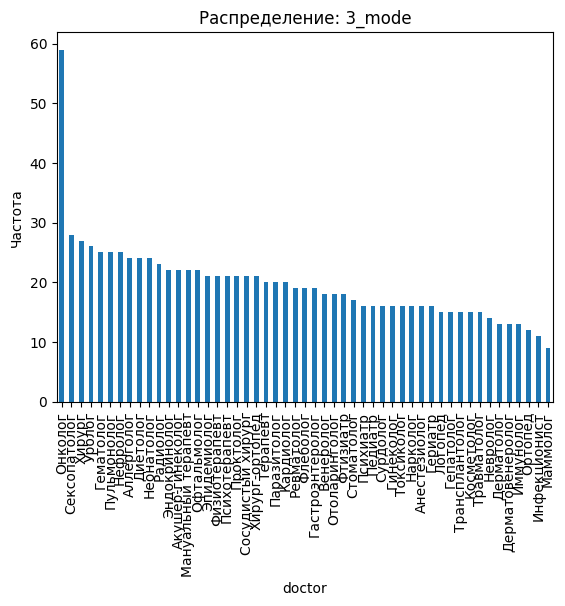 Распределение: 3_mode
Частота
60
50
40
30
20
10
0
Онколог
Сексопатолог
Хирург
Уролог
Гематолог
Пульмонолог
Нефролог
Аллерголог
Диетолог
Неонатолог
Радиолог
Эндокринолог
Акушер-гинеколог
Мануальный терапевт
Офтальмолог
Эпидемиолог
Физиотерапевт
Психотерапевт
Проктолог
Сосудистый хирург
Хирург-ортопед
Терапевт
Паразитолог
Кардиолог
Ревматолог
Флеболог
Гастроэнтеролог
Венеролог
Отоларинголог
Фтизиатр
Стоматолог
Психиатр
Педиатр
Сурдолог
Гинеколог
Токсиколог
Нарколог
Анестезиолог
Гериатр
Логопед
Гепатолог
Трансплантолог
Косметолог
Травматолог
Невролог
Дерматолог
Дерматовенеролог
Иммунолог
Ортопед
Инфекционист
Маммолог
doctor